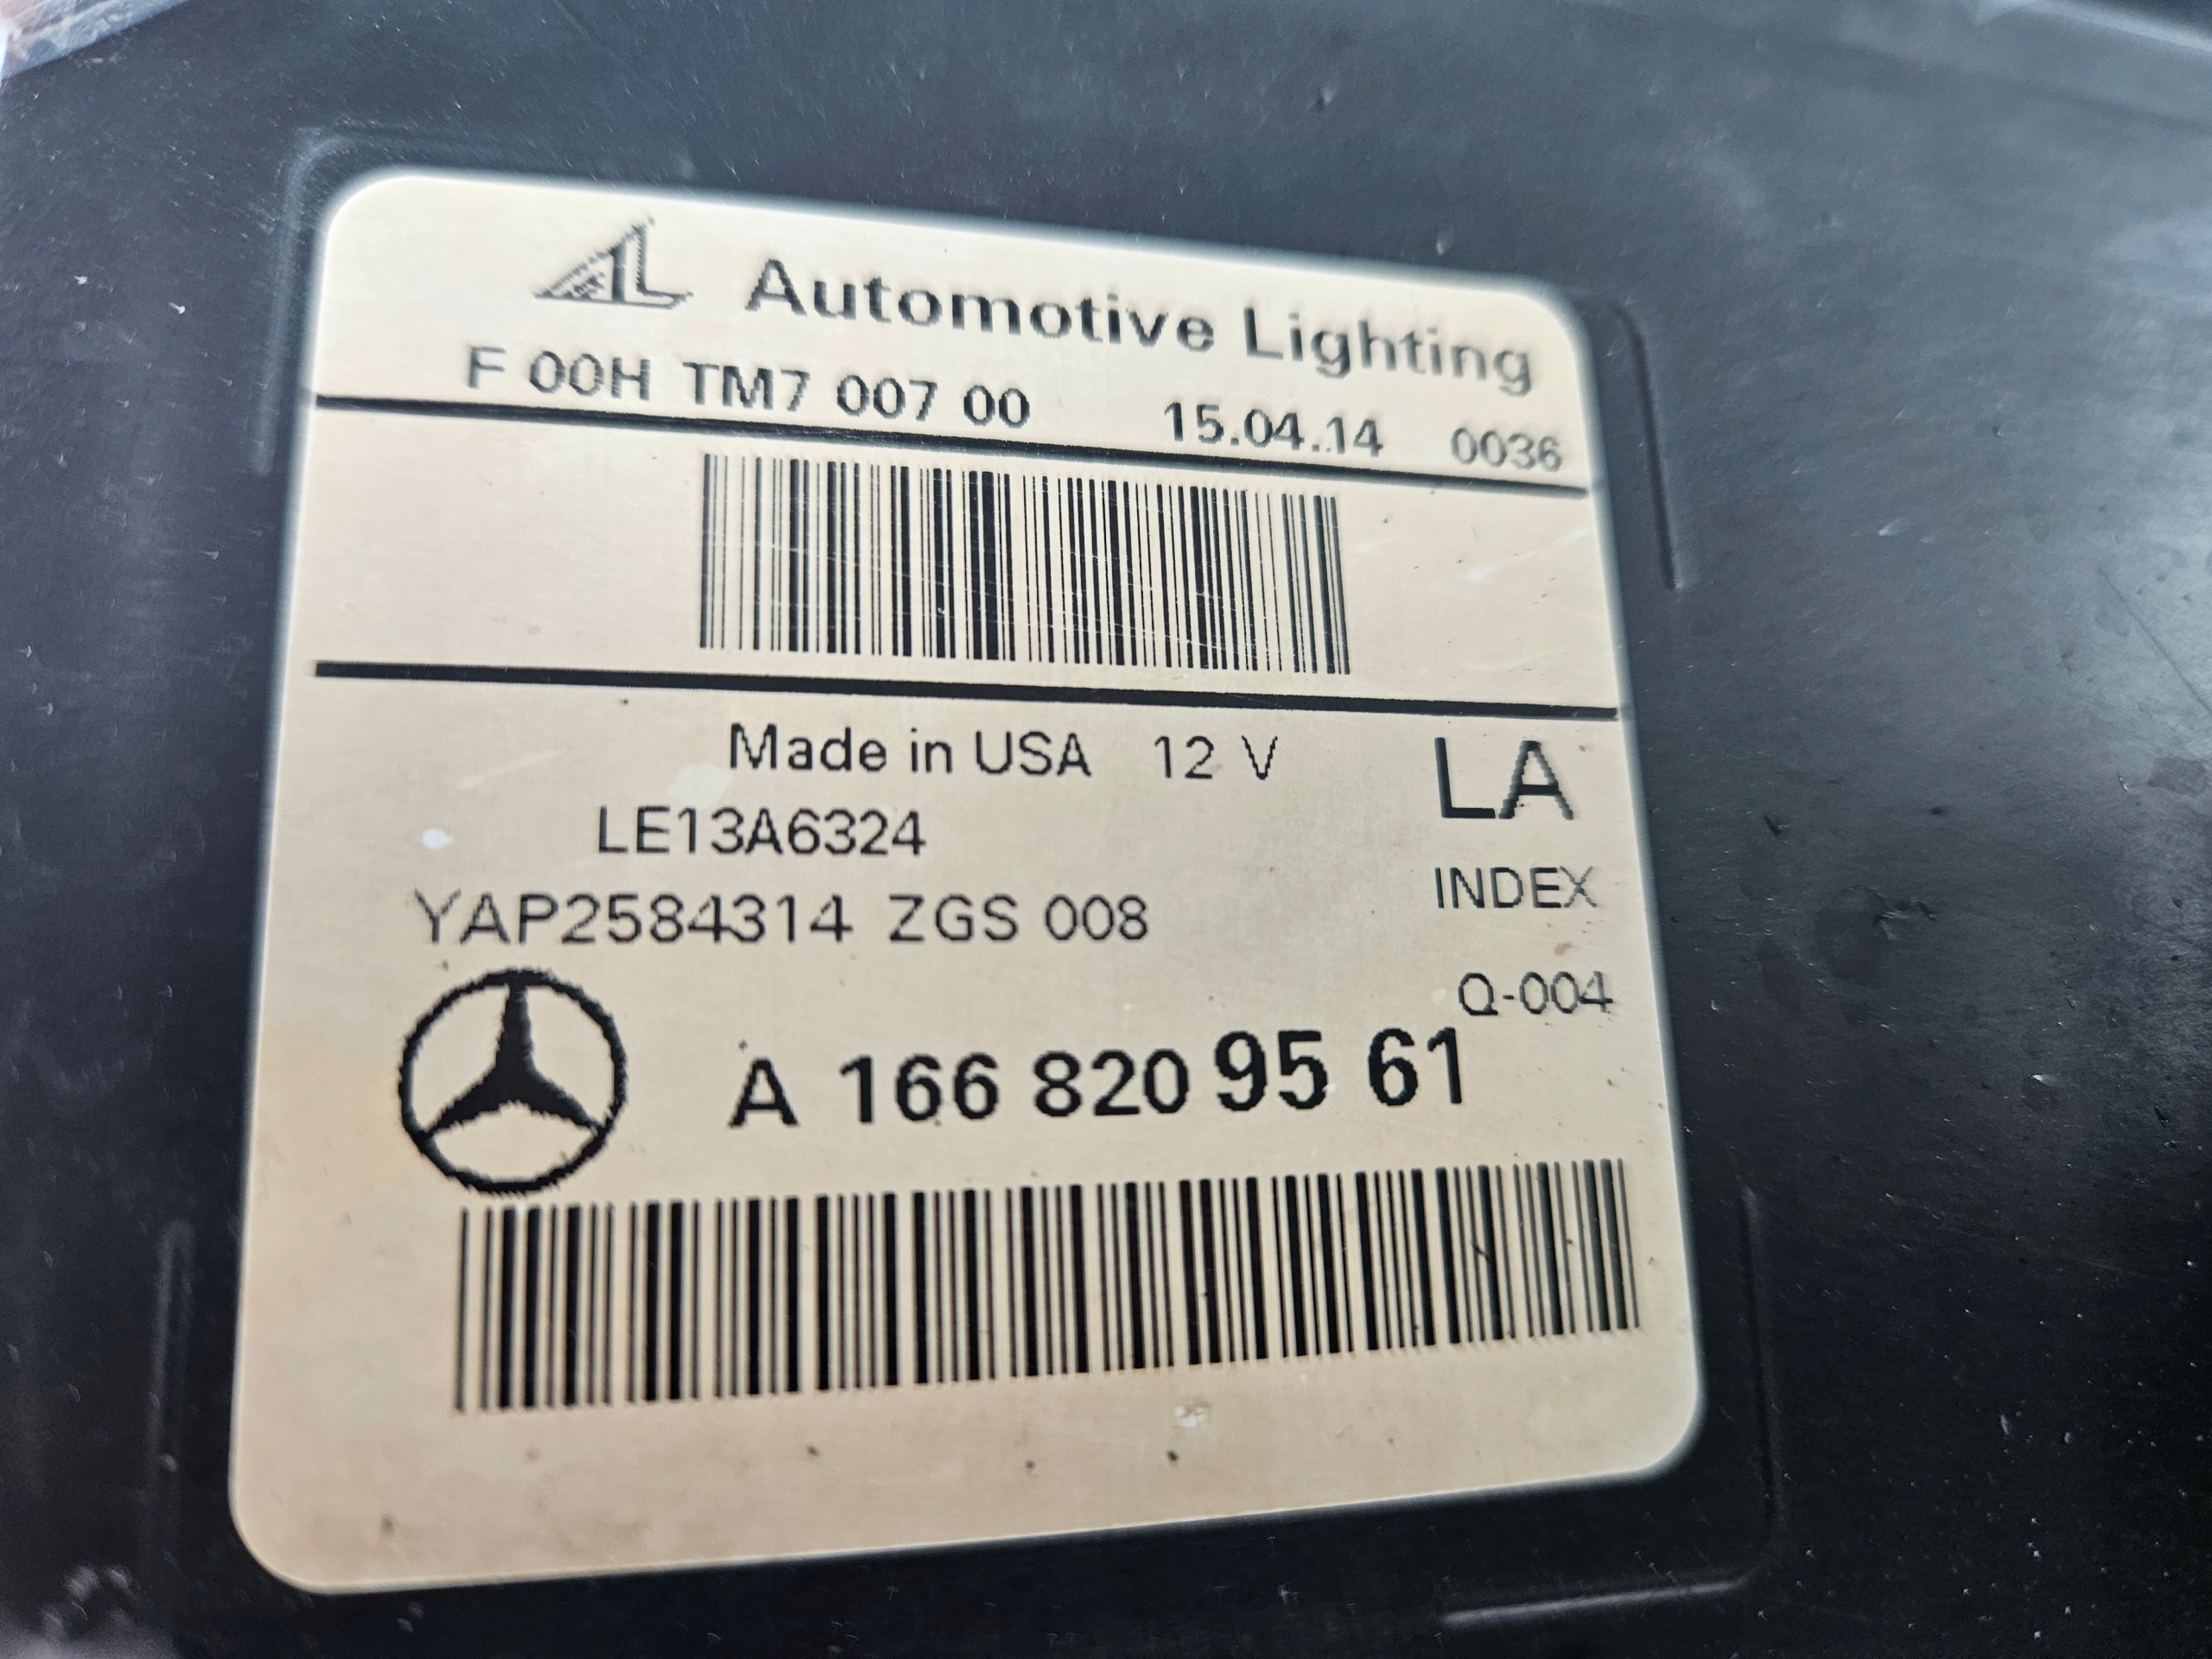 AL Automotive Lighting
F 00H TM7 007 00 15.04.14 0036
Made in USA 12 V LA
LE13A6324
INDEX
YAP2584314 ZGS 008
Q-004
A 166 820 95 61